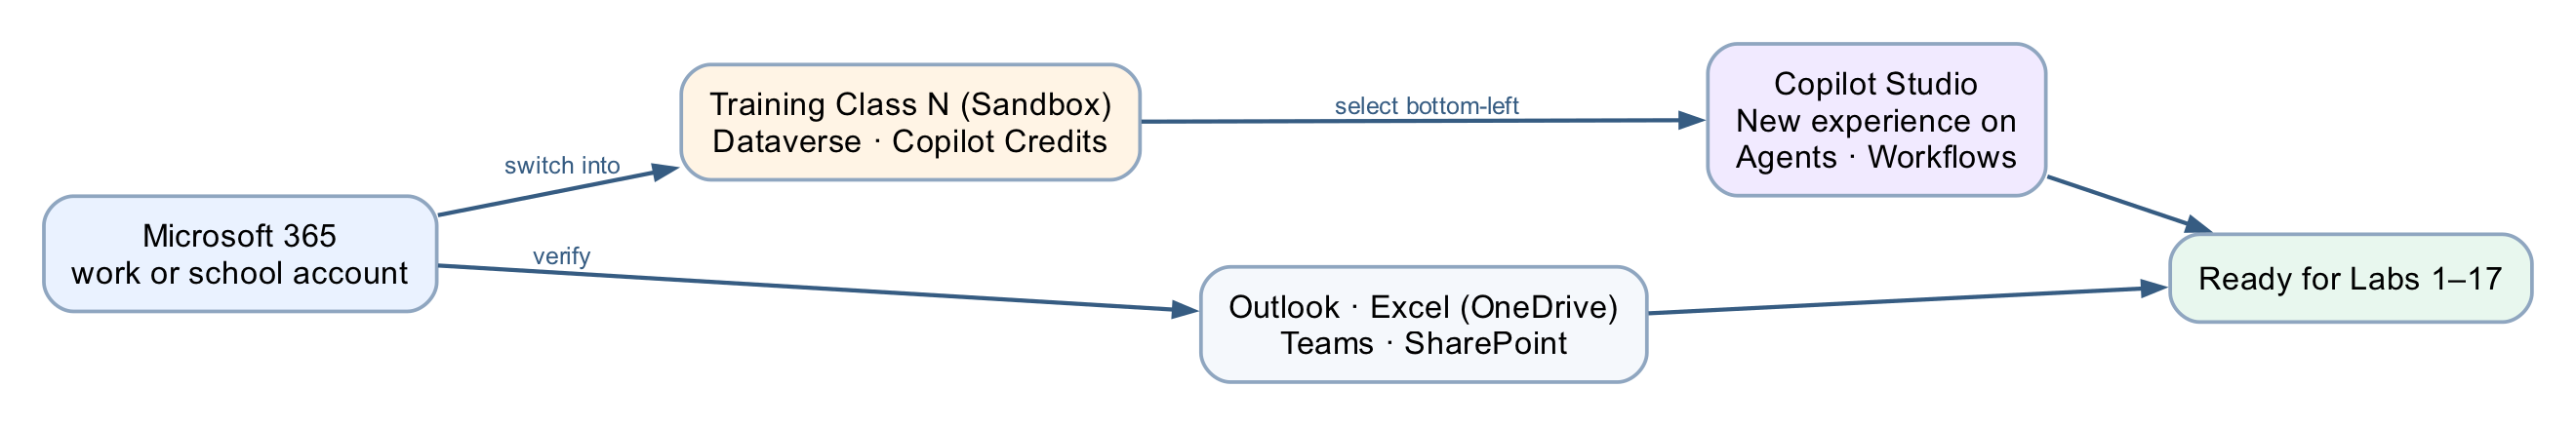 Microsoft 365
work or school account
switch into
verify
Training Class N (Sandbox)
Dataverse · Copilot Credits
select bottom-left
Outlook · Excel (OneDrive)
Teams · SharePoint
Copilot Studio
New experience on
Agents · Workflows
Ready for Labs 1–17